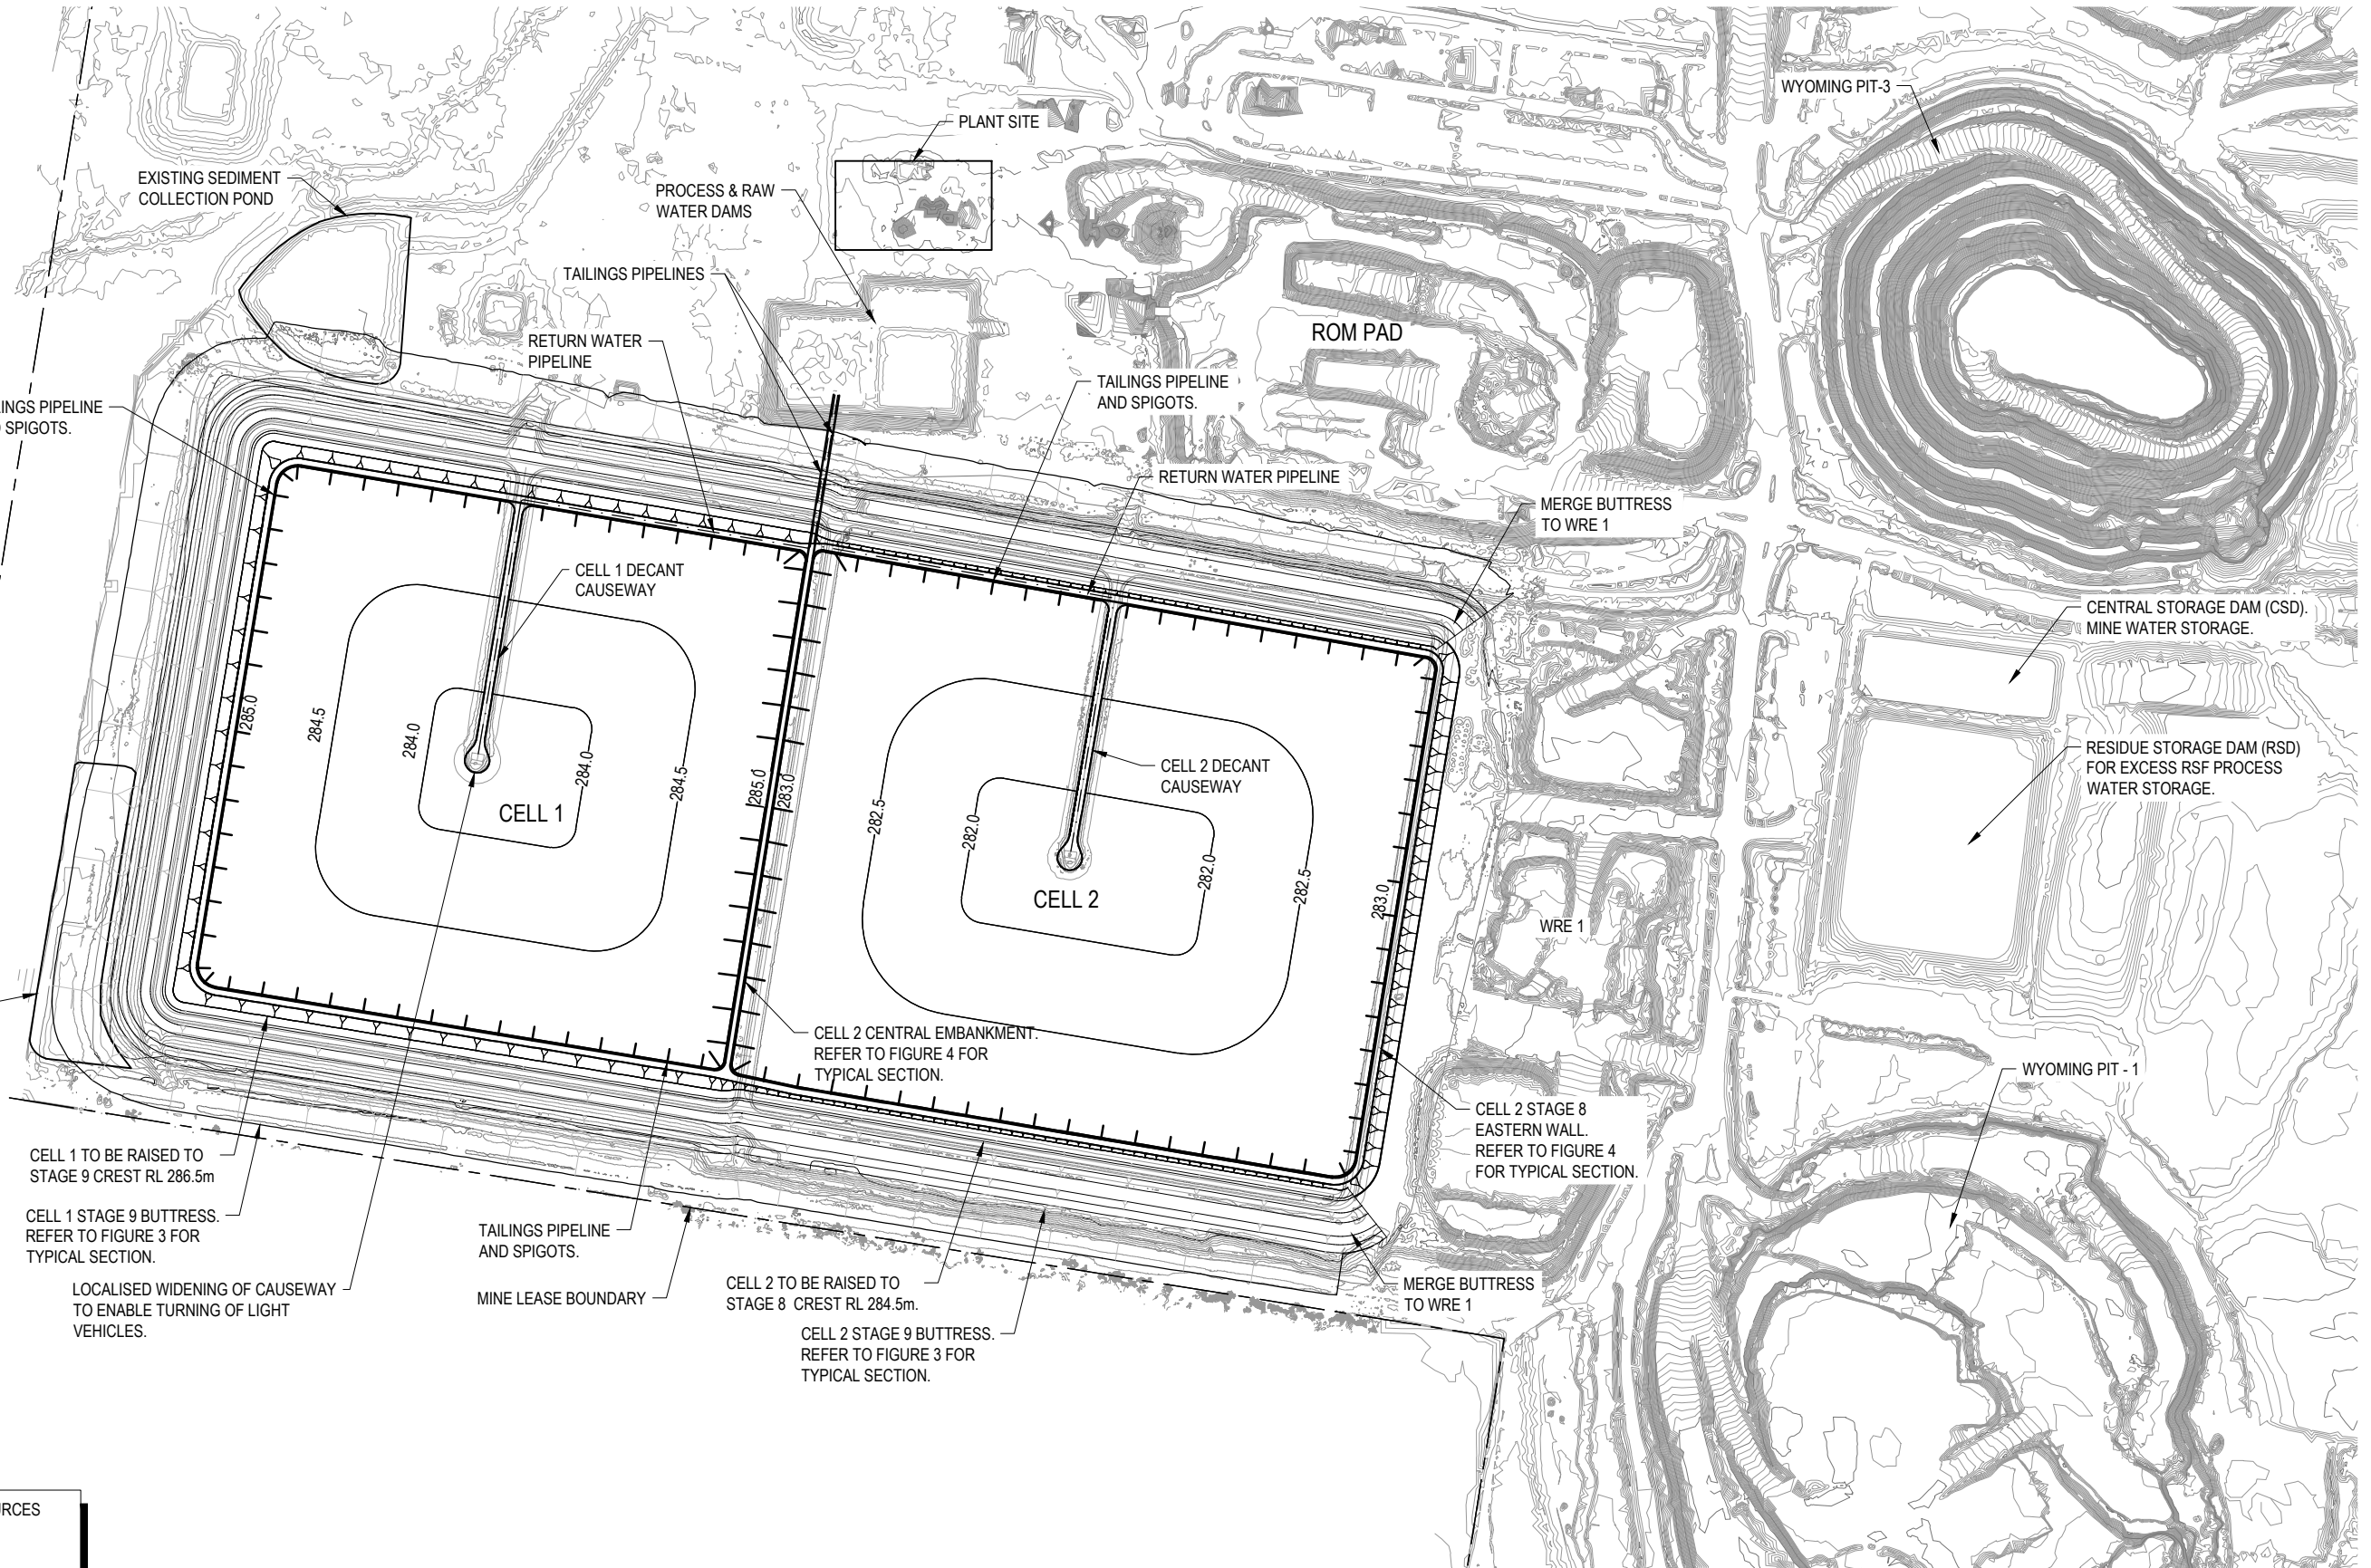 WYOMING PIT-3
PLANT SITE
EXISTING SEDIMENT
COLLECTION POND
PROCESS & RAW
WATER DAMS
TAILINGS PIPELINES
RETURN WATER
PIPELINE
ROM PAD
TAILINGS PIPELINE
AND SPIGOTS.
INGS PIPELINE
SPIGOTS.
RETURN WATER PIPELINE
MERGE BUTTRESS
TO WRE 1
CELL 1 DECANT
CAUSEWAY
CENTRAL STORAGE DAM (CSD).
MINE WATER STORAGE.
285.0
284.5
284.0
284.0
284.5
285.0
283.0
CELL 1
RESIDUE STORAGE DAM (RSD)
FOR EXCESS RSF PROCESS
WATER STORAGE.
CELL 2 DECANT
CAUSEWAY
282.5
282.0
282.0
282.5
283.0
CELL 2
WRE 1
CELL 2 CENTRAL EMBANKMENT.
REFER TO FIGURE 4 FOR
TYPICAL SECTION.
WYOMING PIT - 1
CELL 2 STAGE 8
EASTERN WALL.
REFER TO FIGURE 4
FOR TYPICAL SECTION.
CELL 1 TO BE RAISED TO
STAGE 9 CREST RL 286.5m
CELL 1 STAGE 9 BUTTRESS.
REFER TO FIGURE 3 FOR
TYPICAL SECTION.
TAILINGS PIPELINE
AND SPIGOTS.
LOCALISED WIDENING OF CAUSEWAY
TO ENABLE TURNING OF LIGHT
VEHICLES.
MINE LEASE BOUNDARY
CELL 2 TO BE RAISED TO
STAGE 8 CREST RL 284.5m.
MERGE BUTTRESS
TO WRE 1
CELL 2 STAGE 9 BUTTRESS.
REFER TO FIGURE 3 FOR
TYPICAL SECTION.
RCES